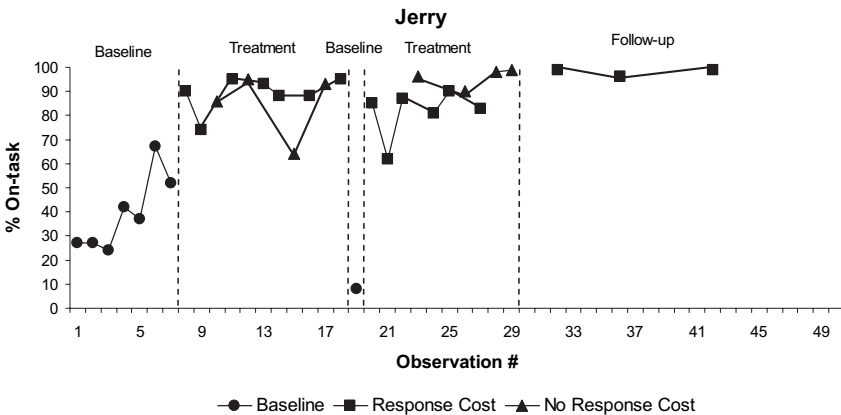 Jerry
Baseline Treatment Baseline Treatment Follow-up
100
90
80
70
60
50
40
30
20
10
0
% On-task
1 5 9 13 17 21 25 29 33 37 41 45 49
Observation #
Baseline Response Cost No Response Cost